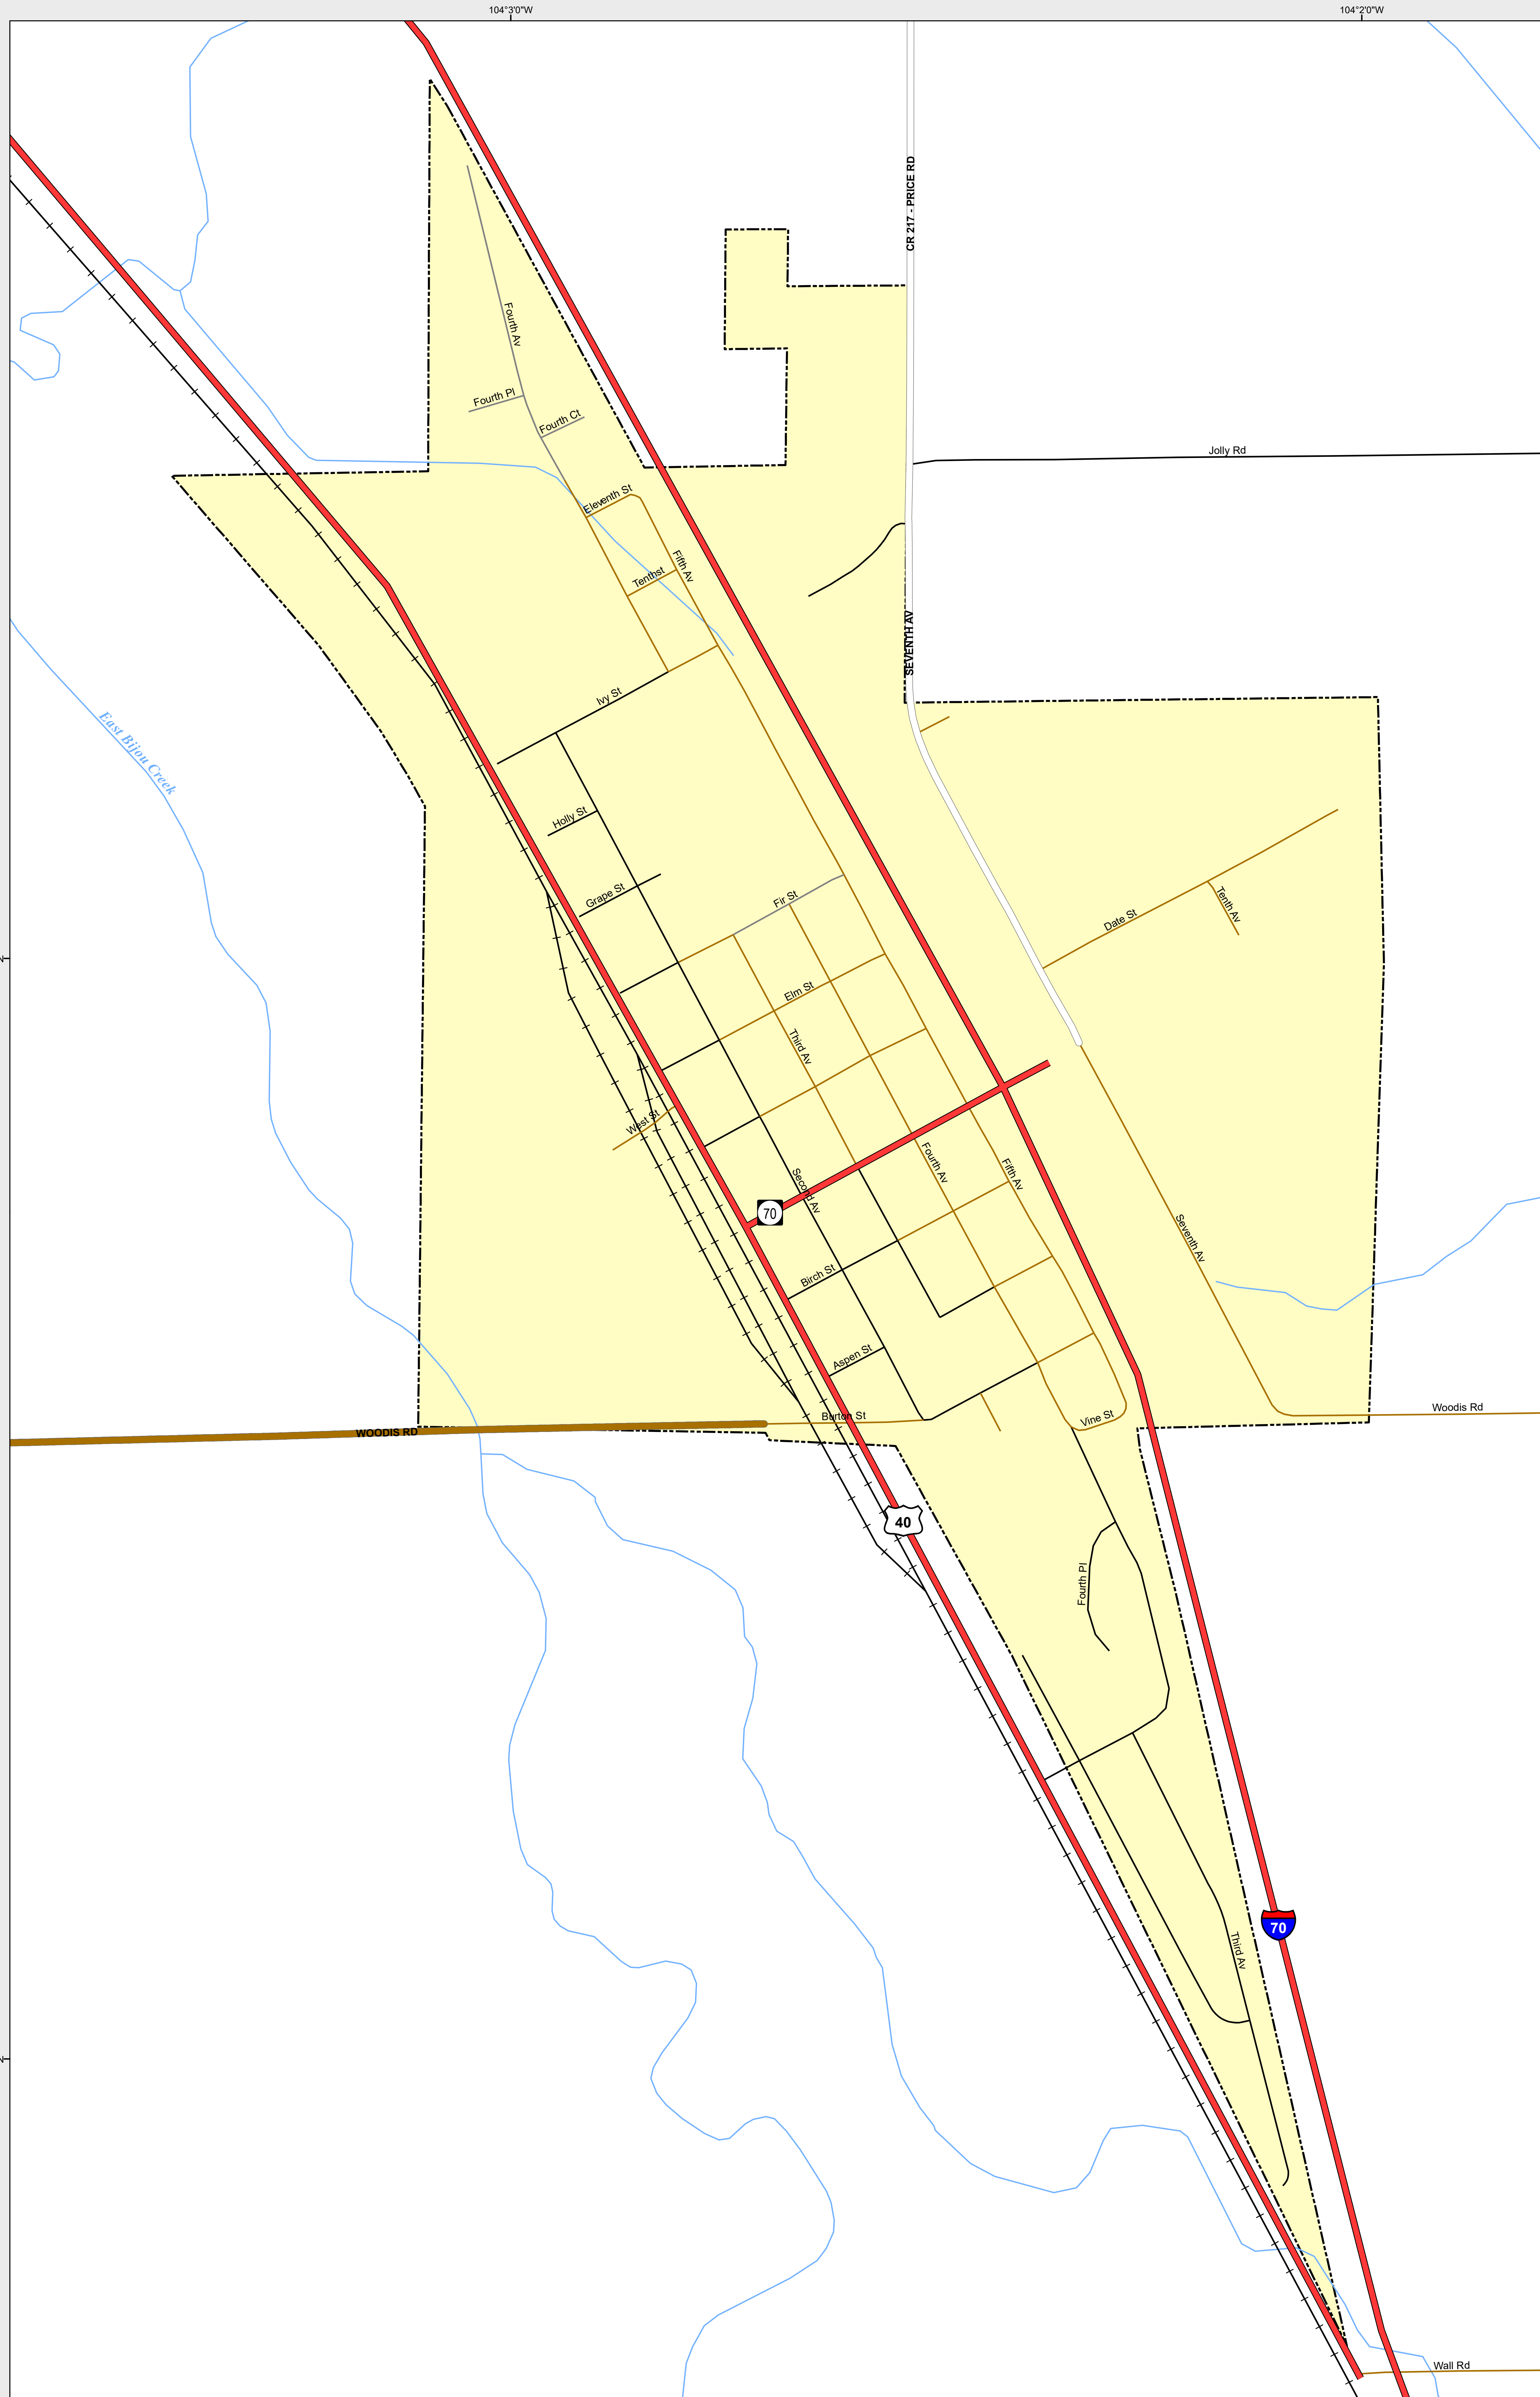 104°3'0"W
104°2'0"W
CR 217 - PRICE RD
Fourth Av
Fourth Pl
Fourth Ct
Jolly Rd
Eleventh St
Fifth Av
Tenthst
SEVENTH AV
Ivy St
East Bijou Creek
Holly St
Grape St
Fir St
Tenth Av
Date St
Elm St
Third Av
West St
Second Av
Fourth Av
Fifth Av
70
Seventh Av
Birch St
Aspen St
Burton St
Vine St
Woodis Rd
WOODIS RD
40
Fourth Pl
70
Third Av
Wall Rd